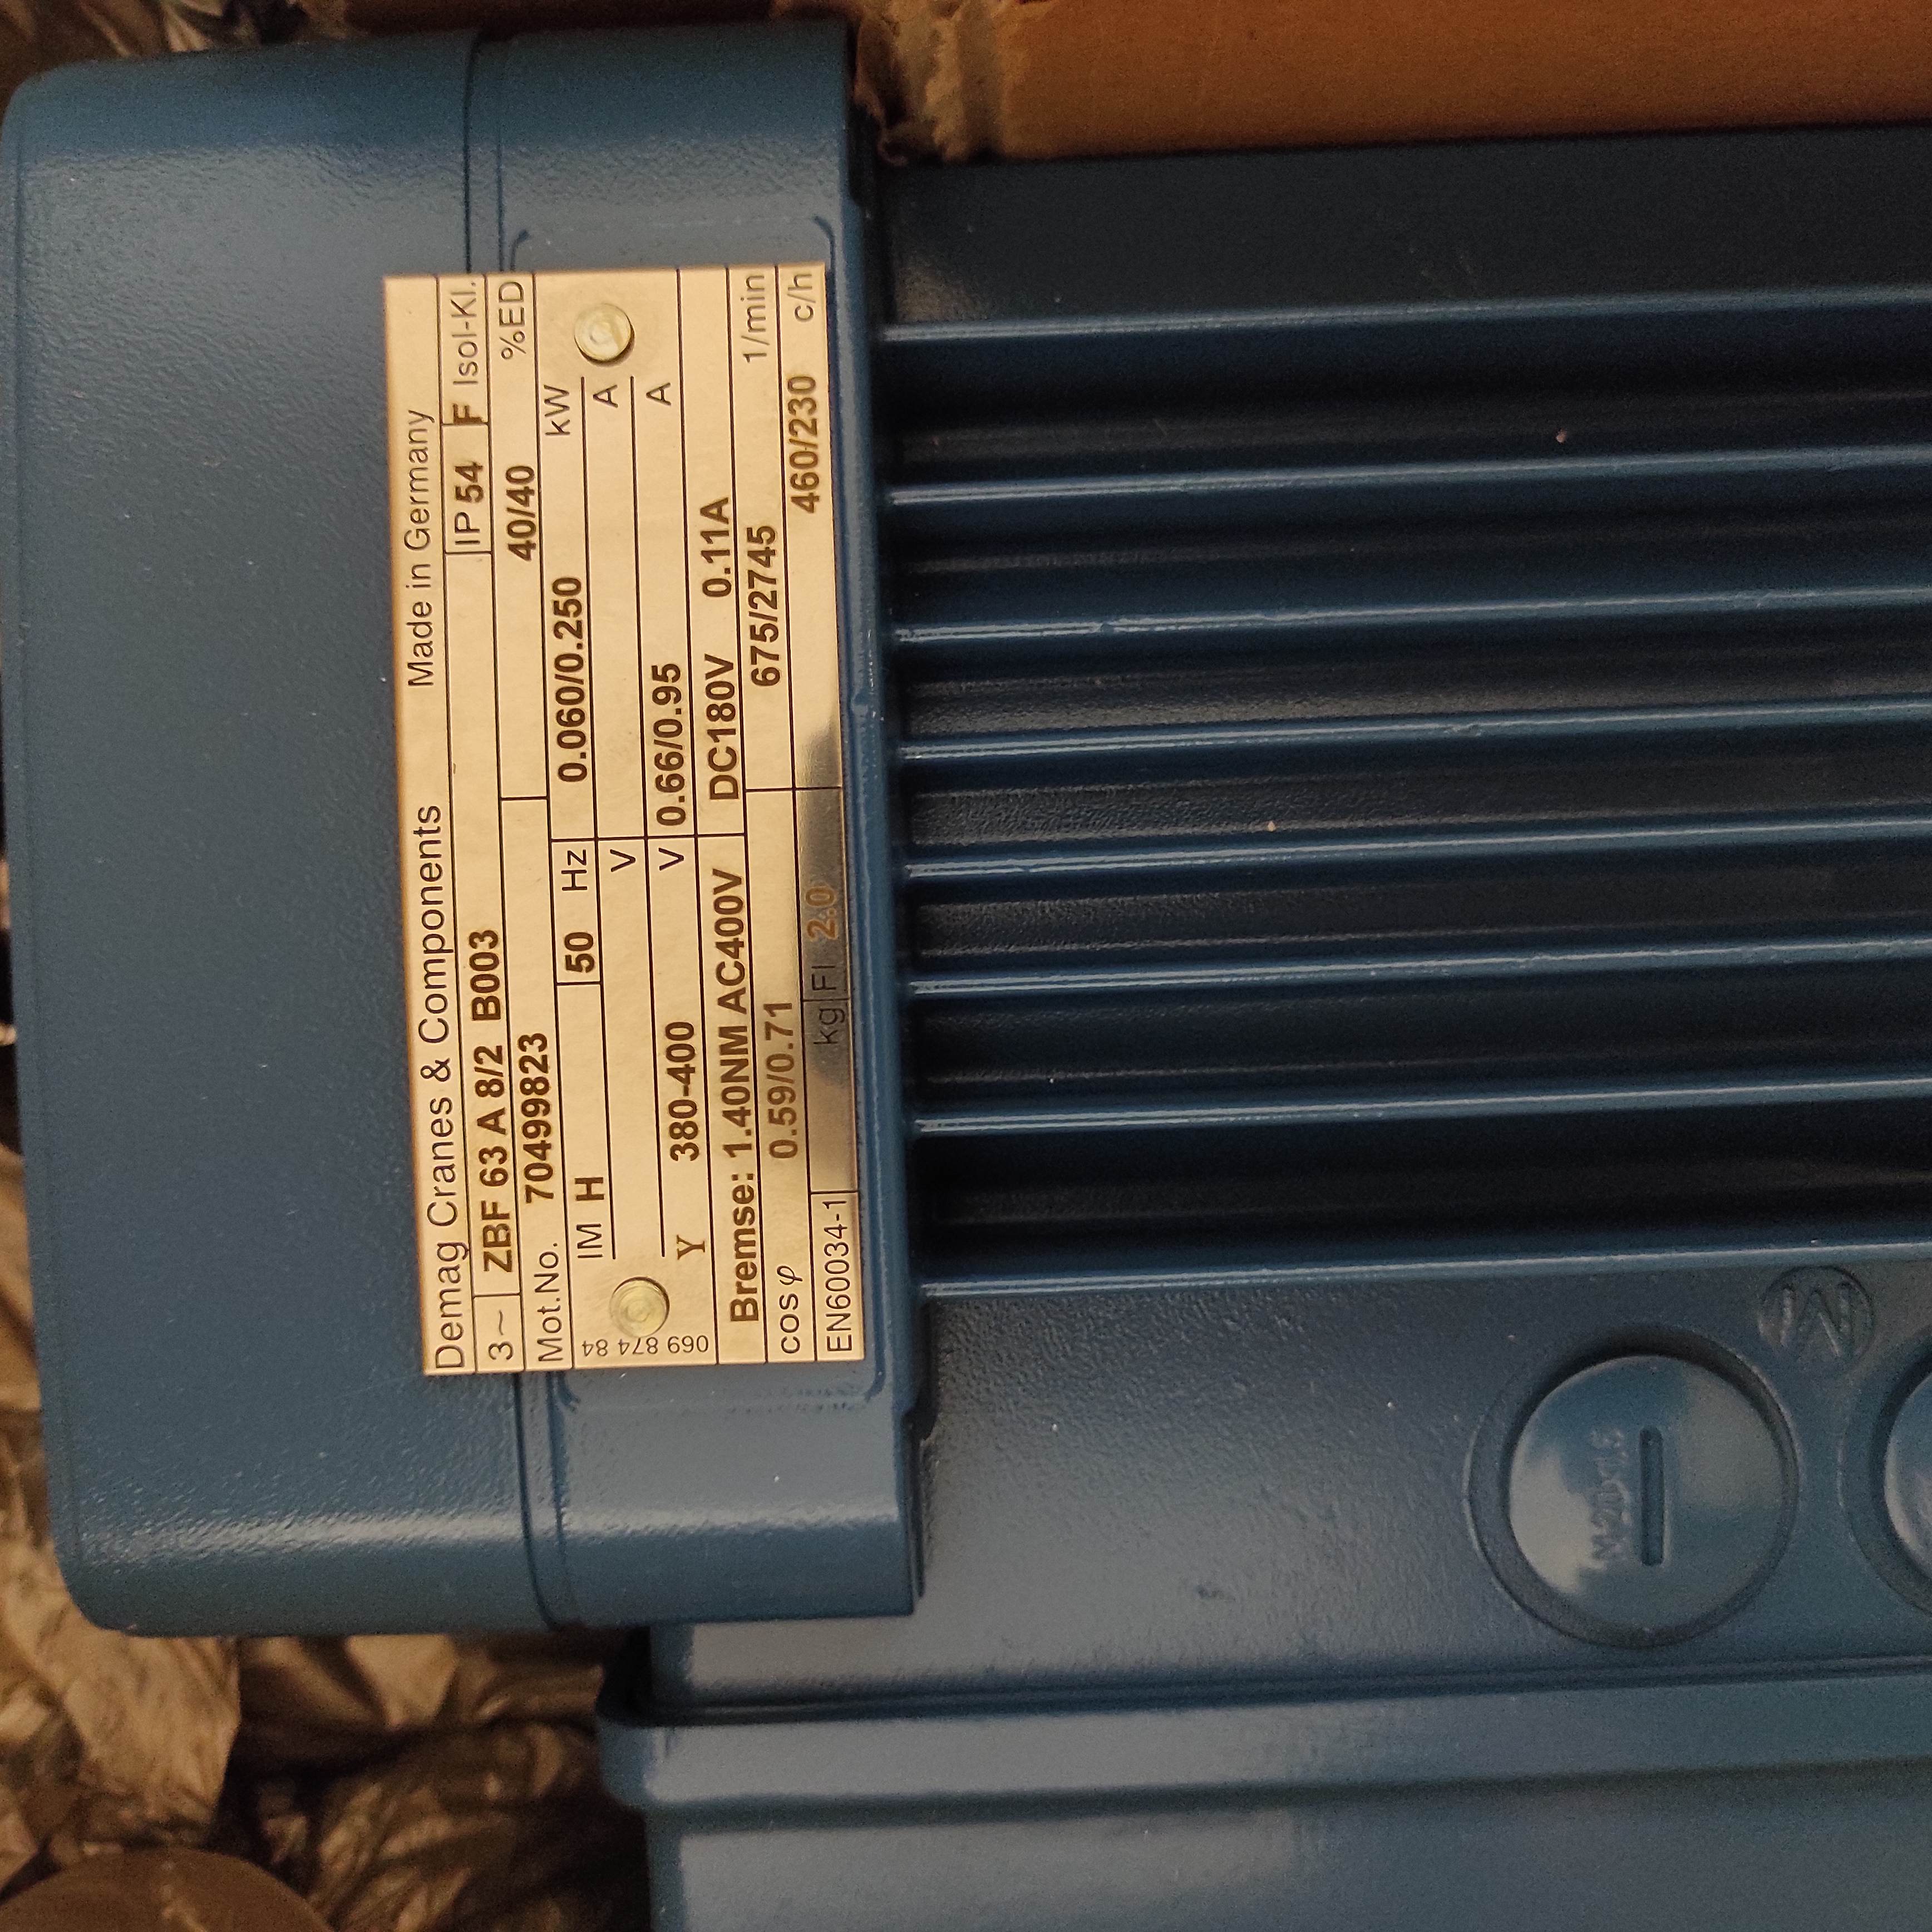 Demag Cranes & Components Made in Germany
3~ ZBF 63 A 8/2 B003 IP 54 F Isol-Kl.
Mot.No. 70499823 40/40 %ED
IM H 50 Hz 0.060/0.250 kW
V A
Y 380-400 V 0.66/0.95 A
069 874 84
Bremse: 1.40NM AC400V DC180V 0.11A
cosφ 0.59/0.71 675/2745 1/min
EN60034-1 kg FI 2.0 460/230 c/h
M